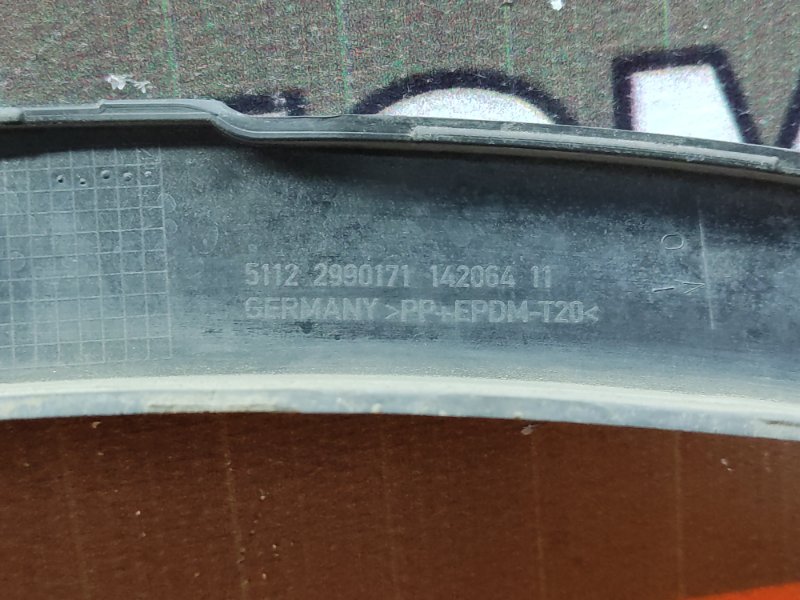 5112 2990171 142064 11
GERMANY >PP+EPDM-T20<